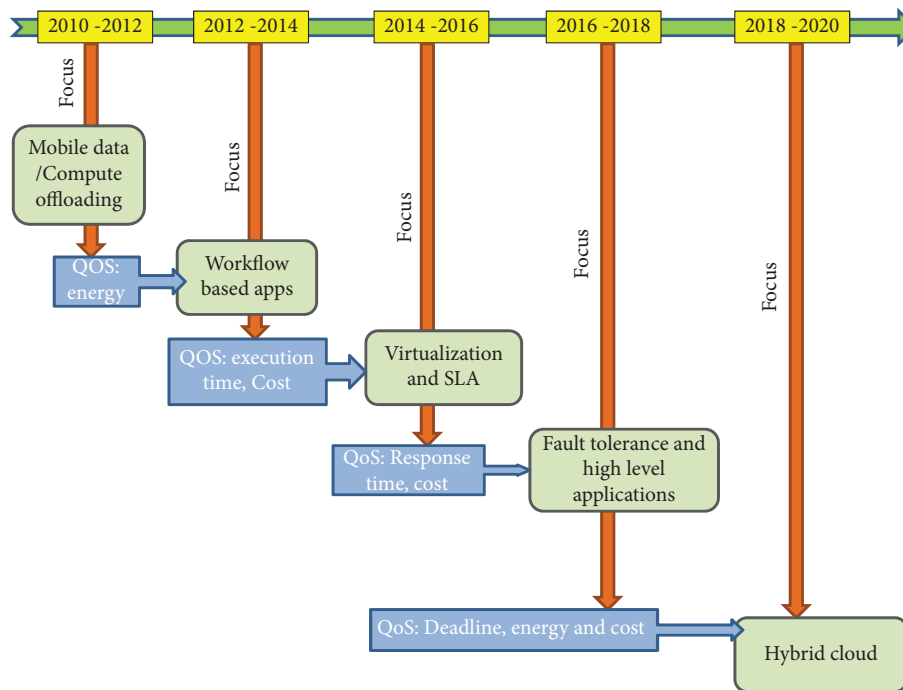 2010 -2012
2012 -2014
2014 -2016
2016 -2018
2018 -2020
Focus
Mobile data
/Compute
offloading
QOS:
energy
Focus
Workflow
based apps
QOS: execution
time, Cost
Focus
Virtualization
and SLA
QoS: Response
time, cost
Focus
Fault tolerance and
high level
applications
QoS: Deadline, energy and cost
Focus
Hybrid cloud